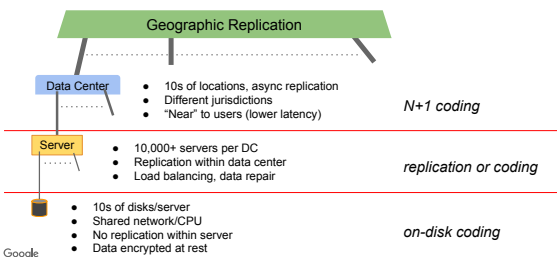 Geographic Replication
Data Center
● 10s of locations, async replication
● Different jurisdictions
● “Near” to users (lower latency)
N+1 coding
Server
● 10,000+ servers per DC
● Replication within data center
● Load balancing, data repair
replication or coding
● 10s of disks/server
● Shared network/CPU
● No replication within server
● Data encrypted at rest
on-disk coding
Google